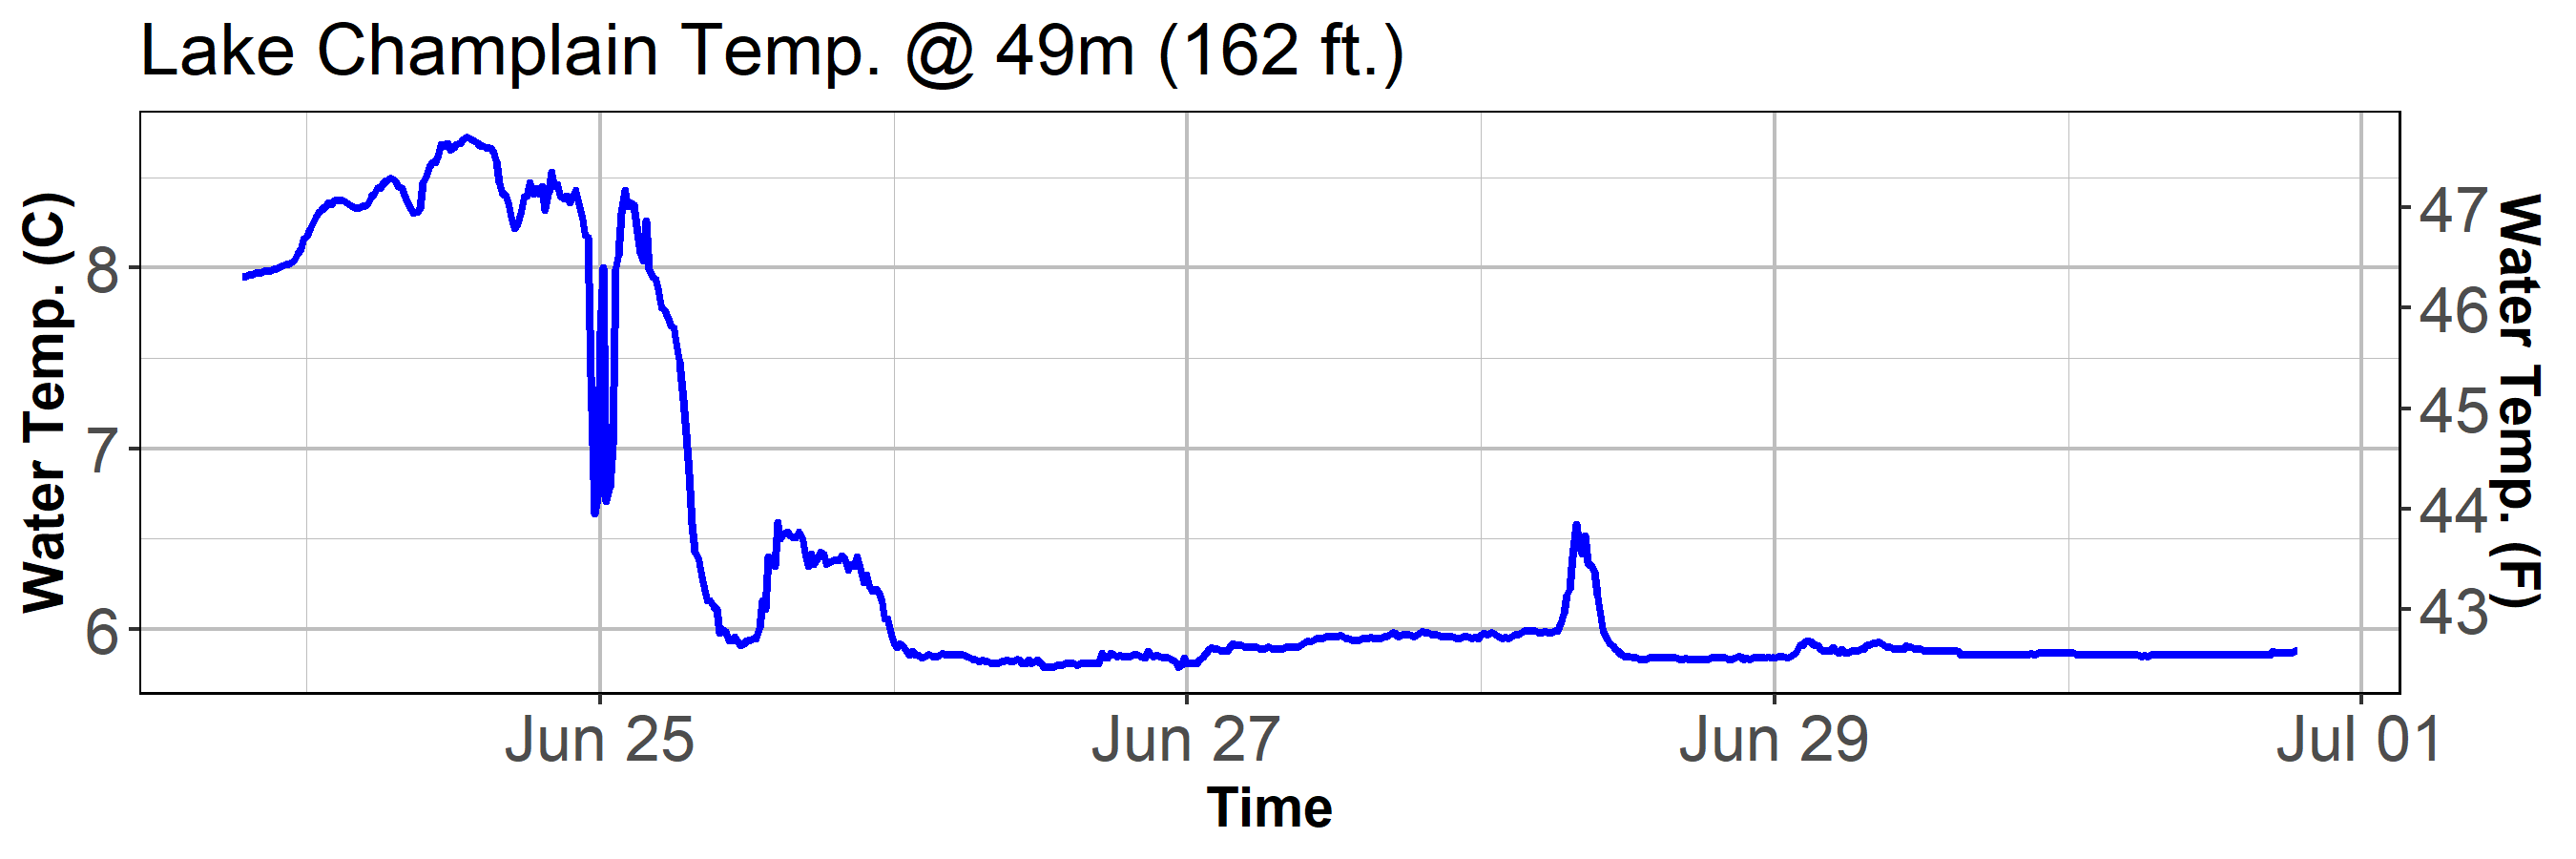 Lake Champlain Temp. @ 49m (162 ft.)
Water Temp. (C)
8
7
6
47
46
45
44
43
Water Temp. (F)
Jun 25 Jun 27 Jun 29 Jul 01
Time